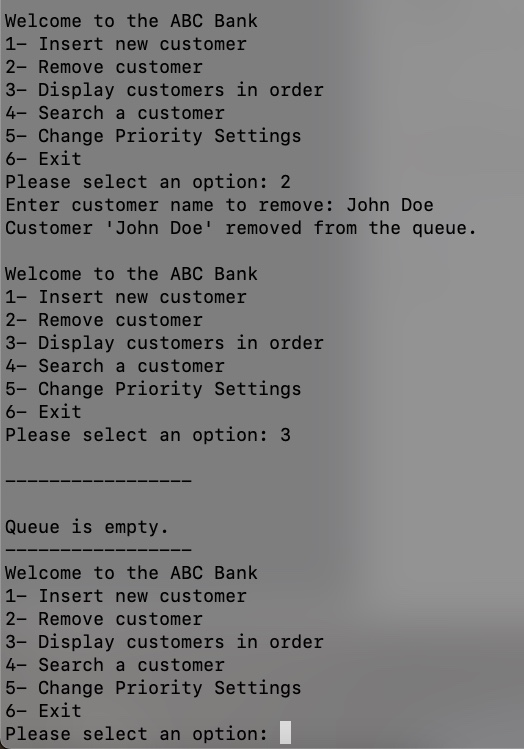 Welcome to the ABC Bank
1- Insert new customer
2- Remove customer
3- Display customers in order
4- Search a customer
5- Change Priority Settings
6- Exit
Please select an option: 2
Enter customer name to remove: John Doe
Customer 'John Doe' removed from the queue.
Welcome to the ABC Bank
1- Insert new customer
2- Remove customer
3- Display customers in order
4- Search a customer
5- Change Priority Settings
6- Exit
Please select an option: 3
-----------------
Queue is empty.
-----------------
Welcome to the ABC Bank
1- Insert new customer
2- Remove customer
3- Display customers in order
4- Search a customer
5- Change Priority Settings
6- Exit
Please select an option: